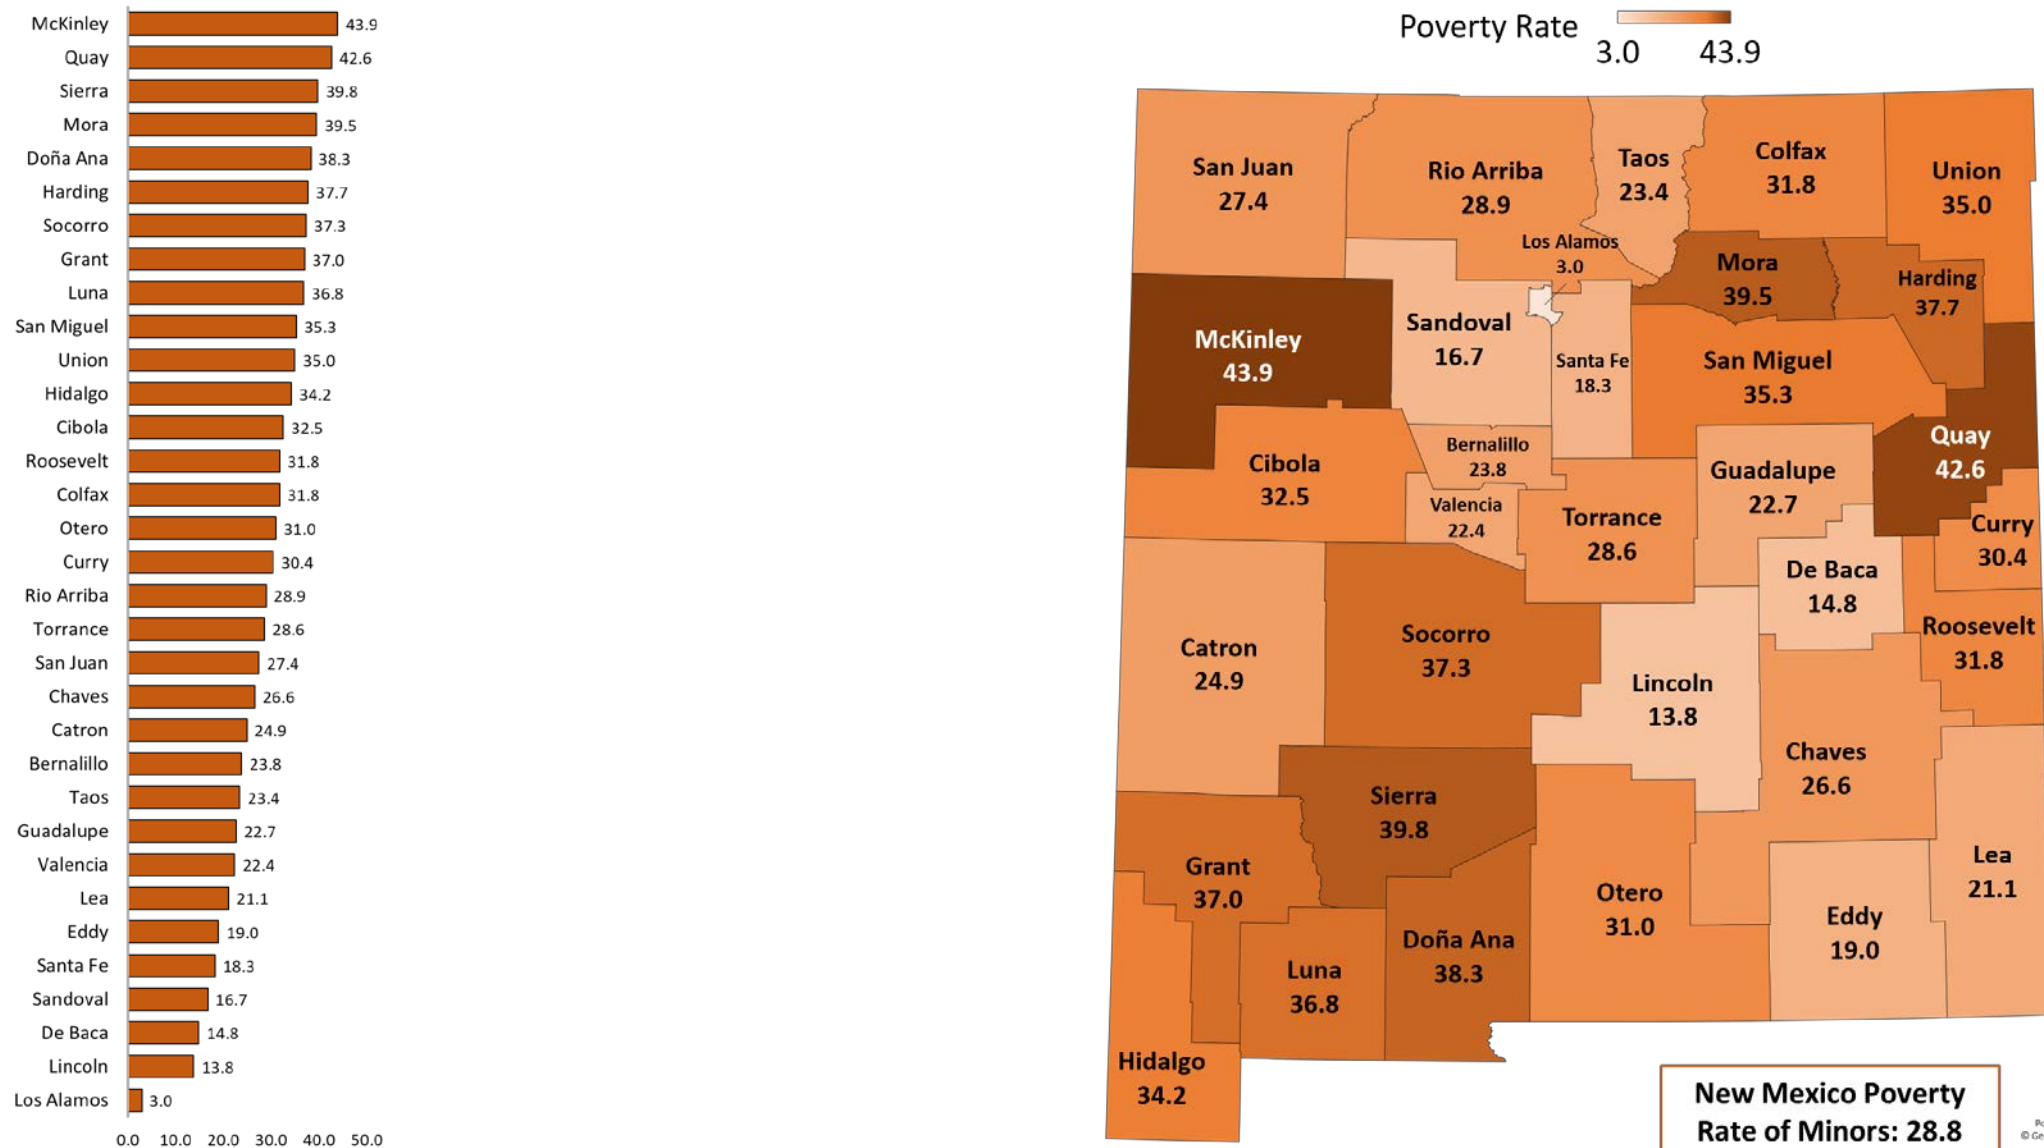 McKinley 43.9
Quay 42.6
Sierra 39.8
Mora 39.5
Doña Ana 38.3
Harding 37.7
Socorro 37.3
Grant 37.0
Luna 36.8
San Miguel 35.3
Union 35.0
Hidalgo 34.2
Cibola 32.5
Roosevelt 31.8
Colfax 31.8
Otero 31.0
Curry 30.4
Rio Arriba 28.9
Torrance 28.6
San Juan 27.4
Chaves 26.6
Catron 24.9
Bernalillo 23.8
Taos 23.4
Guadalupe 22.7
Valencia 22.4
Lea 21.1
Eddy 19.0
Santa Fe 18.3
Sandoval 16.7
De Baca 14.8
Lincoln 13.8
Los Alamos 3.0
0.0 10.0 20.0 30.0 40.0 50.0
Poverty Rate
3.0 43.9
San Juan
27.4
Rio Arriba
28.9
Taos
23.4
Colfax
31.8
Union
35.0
Los Alamos
3.0
Mora
39.5
Harding
37.7
McKinley
43.9
Sandoval
16.7
Santa Fe
18.3
San Miguel
35.3
Quay
42.6
Cibola
32.5
Bernalillo
23.8
Guadalupe
22.7
Valencia
22.4
Torrance
28.6
Curry
30.4
De Baca
14.8
Catron
24.9
Socorro
37.3
Roosevelt
31.8
Lincoln
13.8
Chaves
26.6
Sierra
39.8
Grant
37.0
Lea
21.1
Otero
31.0
Eddy
19.0
Doña Ana
38.3
Luna
36.8
Hidalgo
34.2
New Mexico Poverty
Rate of Minors: 28.8